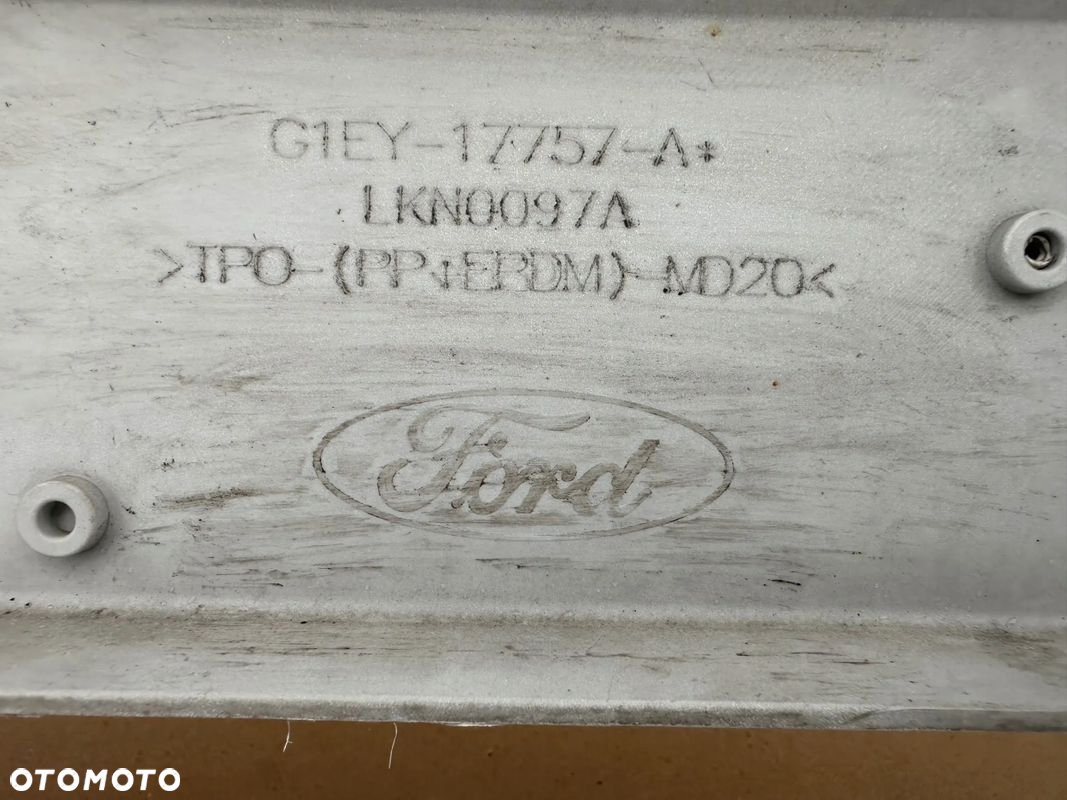 G1EY-17757-A*
LKN0097A
>TPO-(PP+EPDM)-MD20<
Ford
OTOMOTO